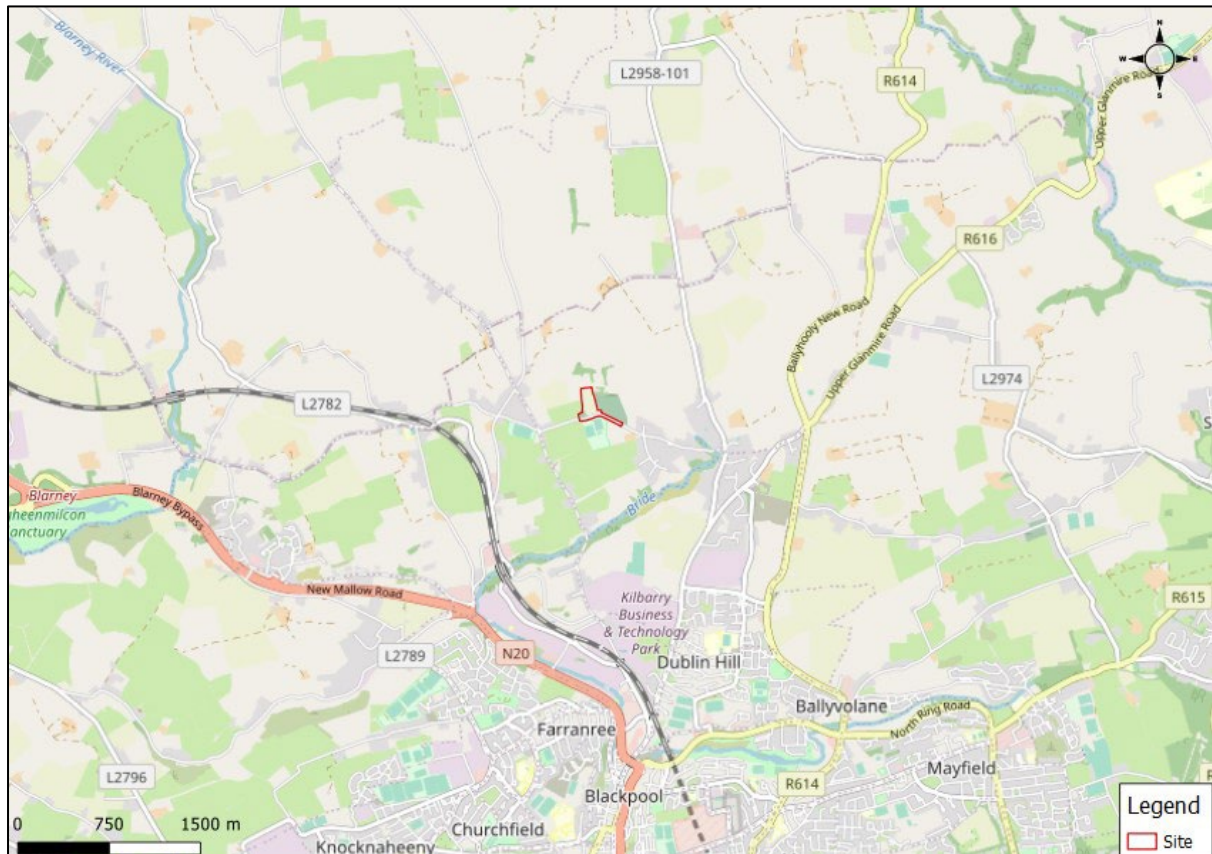 Blarney River
L2958-101
R614
N
W
E
S
Upper Glanmire Road
R616
Ballyhooly New Road
Upper Glanmire Road
L2974
L2782
S
Blarney
gheenmilcon
anctuary
Blarney Bypass
Bride
New Mallow Road
Kilbarry
Business
& Technology
Park
R615
L2789
N20
Dublin Hill
Ballyvolane
North Ring Road
Farranree
L2796
R614
Mayfield
Blackpool
Churchfield
Knocknaheeny
0 750 1500 m
Legend
Site